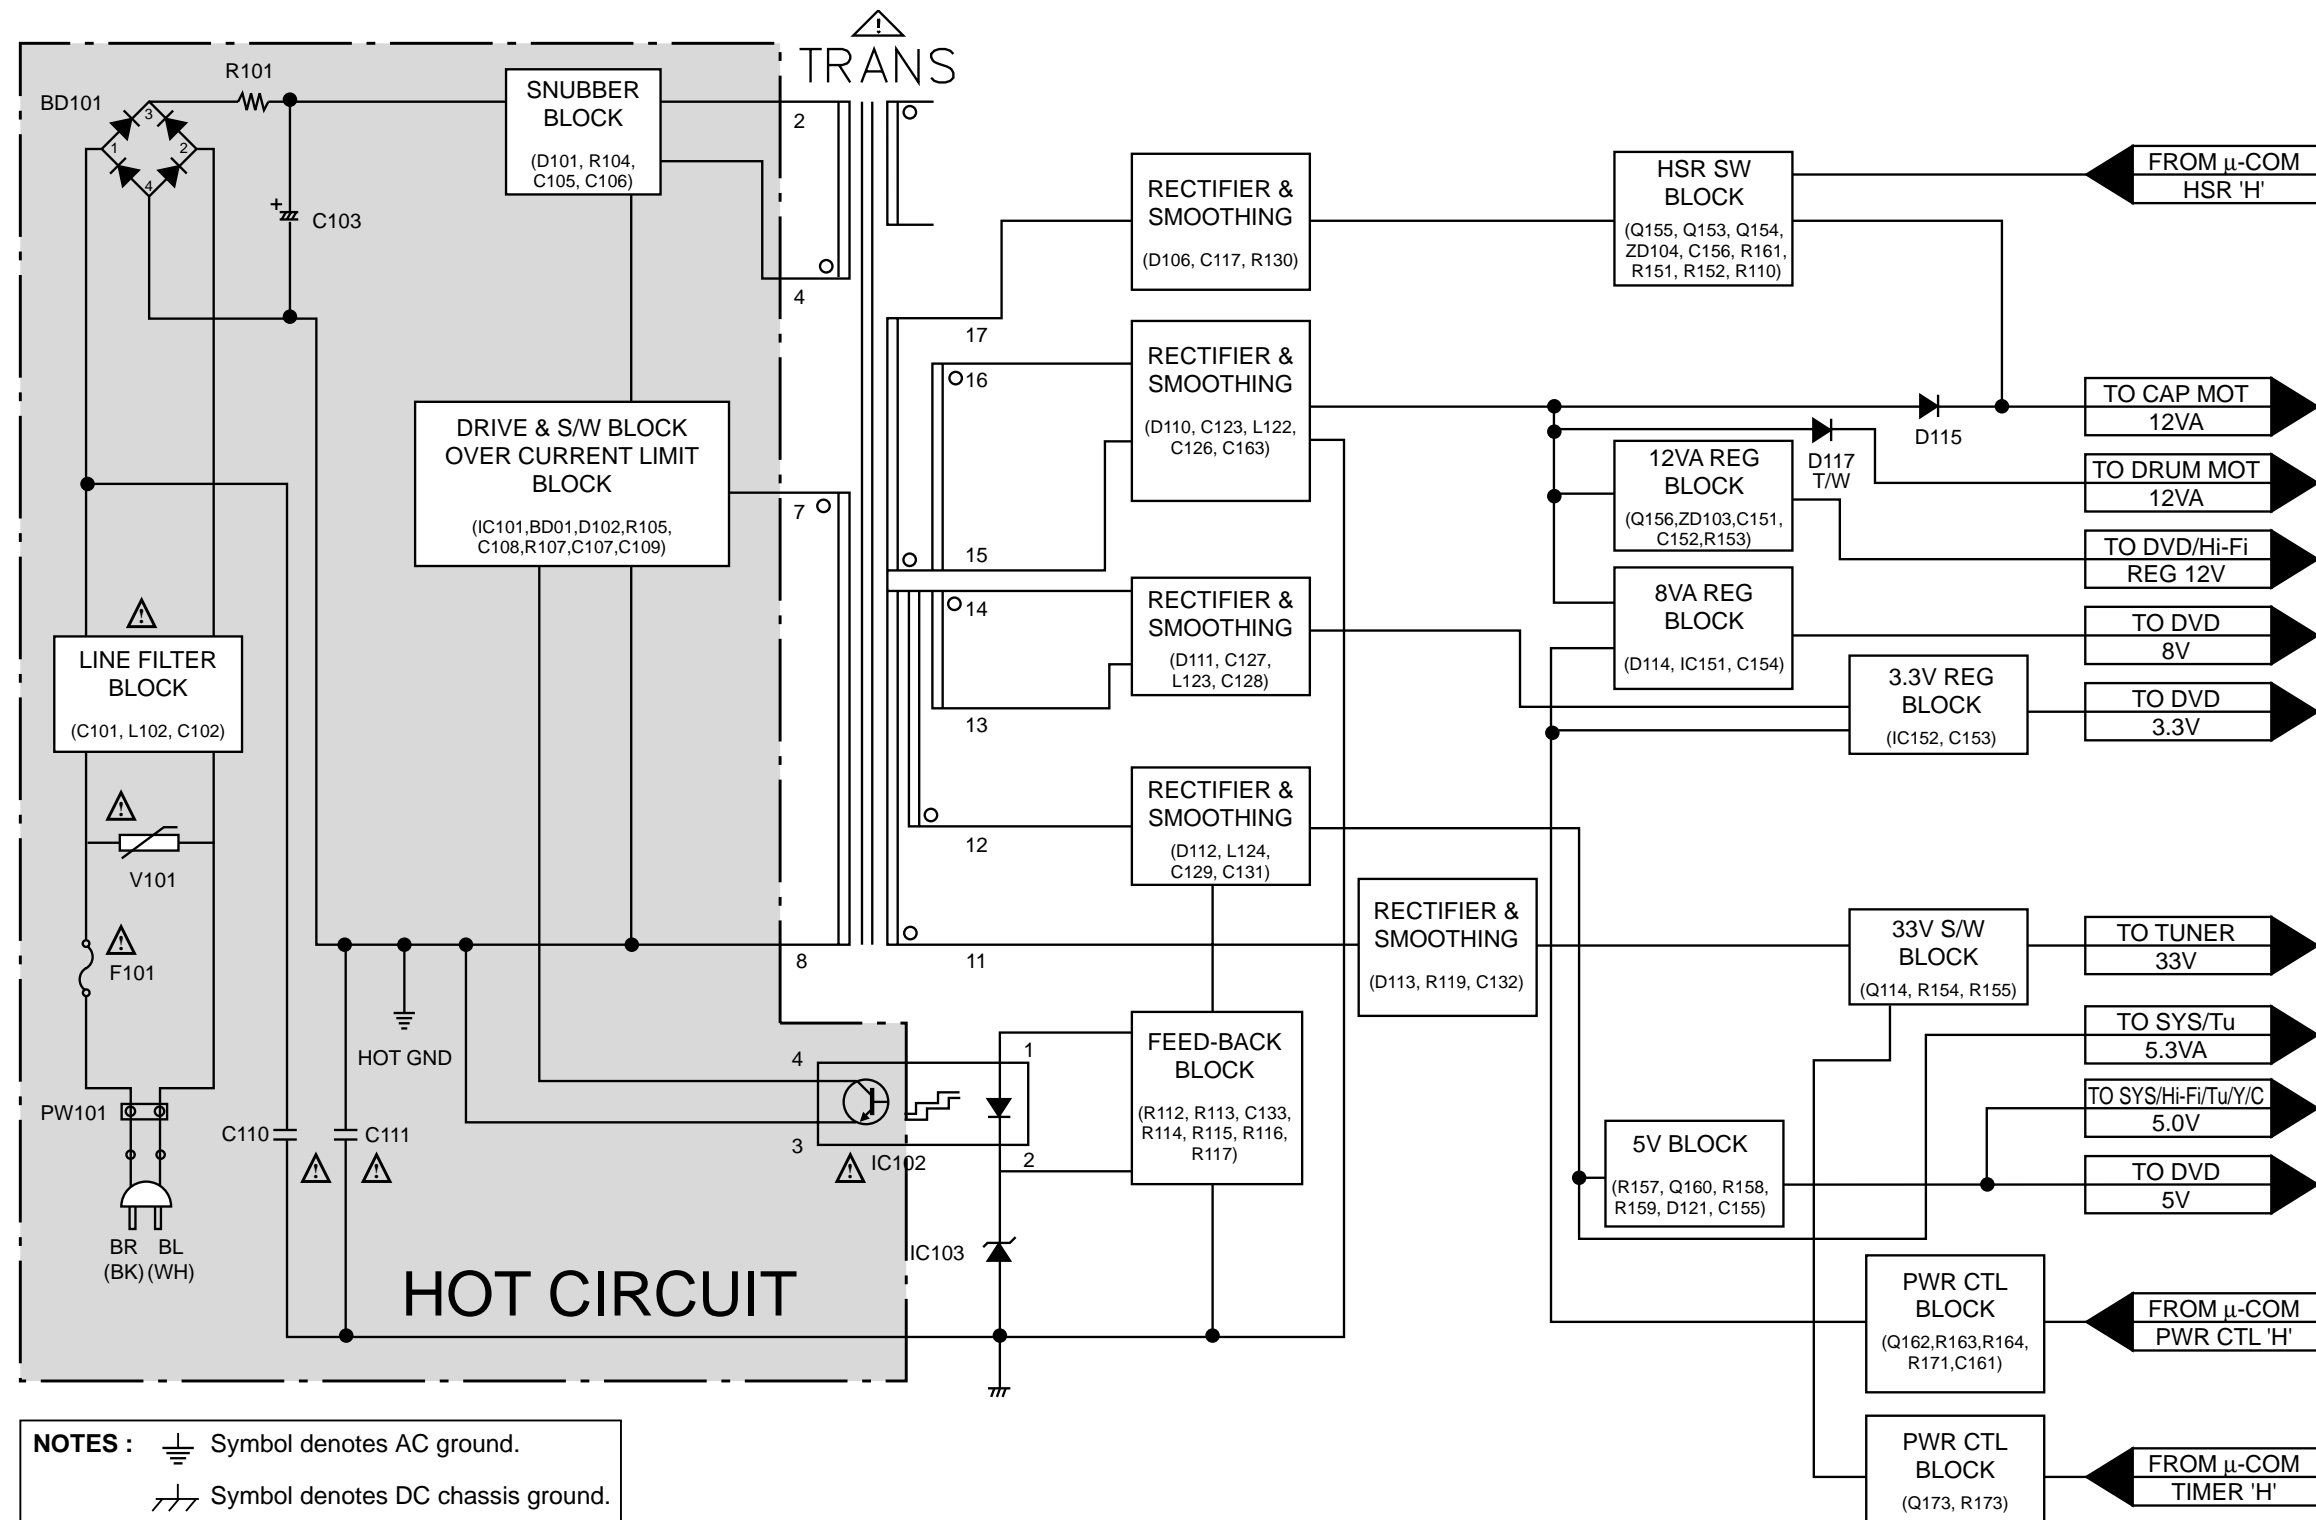 TRANS
R101
BD101
3
1
2
4
C103
SNUBBER
BLOCK
(D101, R104,
C105, C106)
DRIVE & S/W BLOCK
OVER CURRENT LIMIT
BLOCK
(IC101,BD01,D102,R105,
C108,R107,C107,C109)
LINE FILTER
BLOCK
(C101, L102, C102)
V101
F101
PW101
BR BL
(BK) (WH)
C110
C111
HOT GND
HOT CIRCUIT
2
4
7
8
17
16
15
14
13
12
11
4
3
1
2
IC102
IC103
RECTIFIER &
SMOOTHING
(D106, C117, R130)
RECTIFIER &
SMOOTHING
(D110, C123, L122,
C126, C163)
RECTIFIER &
SMOOTHING
(D111, C127,
L123, C128)
RECTIFIER &
SMOOTHING
(D112, L124,
C129, C131)
RECTIFIER &
SMOOTHING
(D113, R119, C132)
FEED-BACK
BLOCK
(R112, R113, C133,
R114, R115, R116,
R117)
HSR SW
BLOCK
(Q155, Q153, Q154,
ZD104, C156, R161,
R151, R152, R110)
D115
D117
T/W
12VA REG
BLOCK
(Q156,ZD103,C151,
C152,R153)
8VA REG
BLOCK
(D114, IC151, C154)
3.3V REG
BLOCK
(IC152, C153)
33V S/W
BLOCK
(Q114, R154, R155)
5V BLOCK
(R157, Q160, R158,
R159, D121, C155)
PWR CTL
BLOCK
(Q162,R163,R164,
R171,C161)
PWR CTL
BLOCK
(Q173, R173)
FROM μ-COM
HSR 'H'
TO CAP MOT
12VA
TO DRUM MOT
12VA
TO DVD/Hi-Fi
REG 12V
TO DVD
8V
TO DVD
3.3V
TO TUNER
33V
TO SYS/Tu
5.3VA
TO SYS/Hi-Fi/Tu/Y/C
5.0V
TO DVD
5V
FROM μ-COM
PWR CTL 'H'
FROM μ-COM
TIMER 'H'
NOTES : Symbol denotes AC ground.
Symbol denotes DC chassis ground.